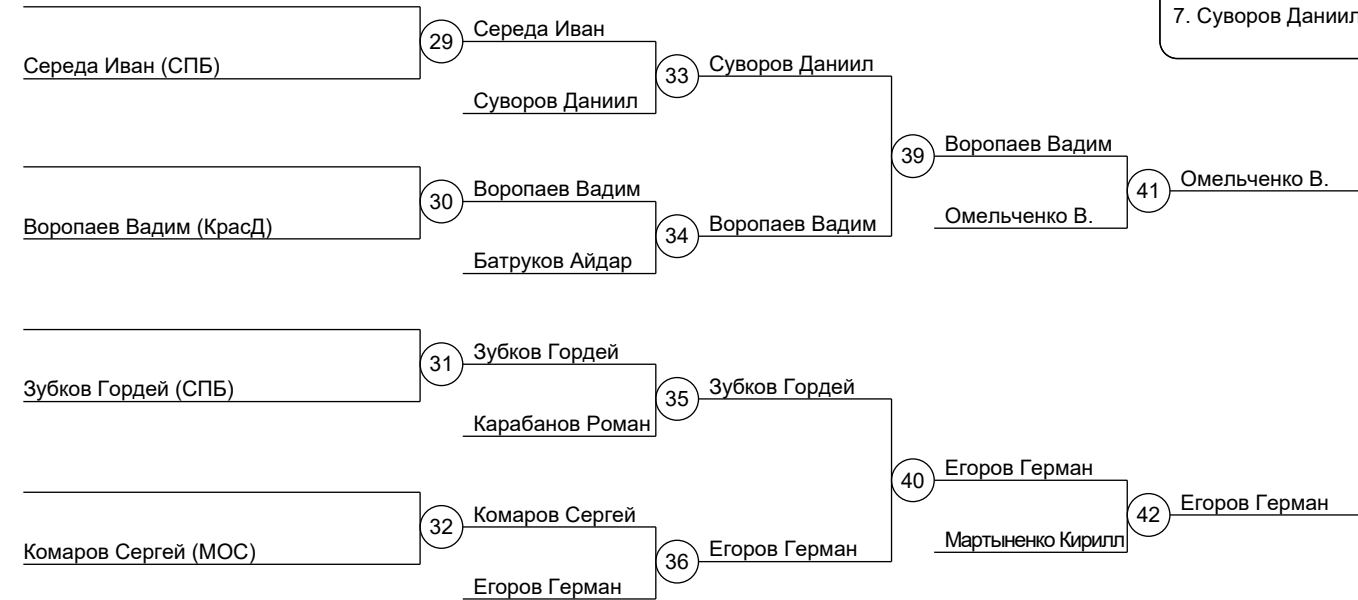 7. Суворов Даниил
29
Середа Иван
Середа Иван (СПБ)
33
Суворов Даниил
Суворов Даниил
39
Воропаев Вадим
30
Воропаев Вадим
41
Омельченко В.
Воропаев Вадим (КрасД)
34
Воропаев Вадим
Омельченко В.
Батруков Айдар
31
Зубков Гордей
Зубков Гордей (СПБ)
35
Зубков Гордей
Карабанов Роман
40
Егоров Герман
32
Комаров Сергей
42
Егоров Герман
Комаров Сергей (МОС)
36
Егоров Герман
Мартыненко Кирилл
Егоров Герман